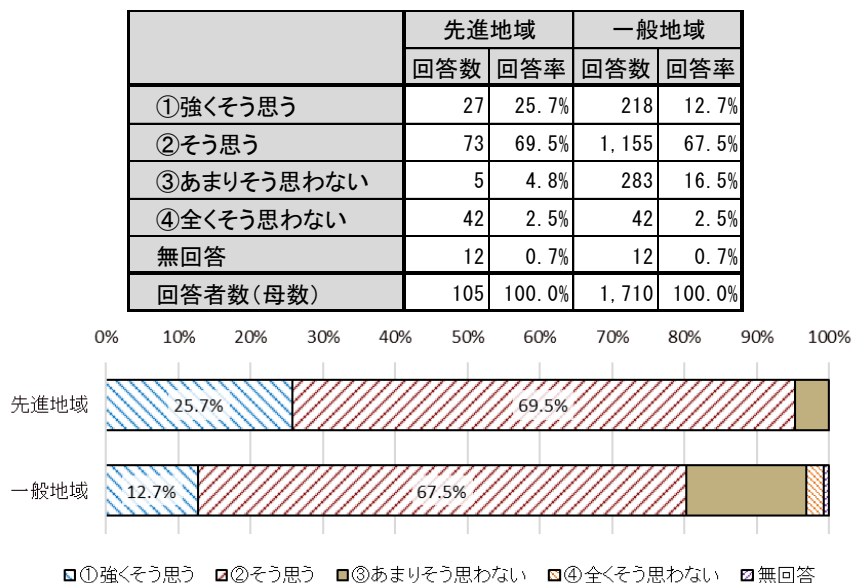 先進地域 一般地域
回答数 回答率 回答数 回答率
①強くそう思う 27 25.7% 218 12.7%
②そう思う 73 69.5% 1,155 67.5%
③あまりそう思わない 5 4.8% 283 16.5%
④全くそう思わない 42 2.5% 42 2.5%
無回答 12 0.7% 12 0.7%
回答者数(母数) 105 100.0% 1,710 100.0%
0% 10% 20% 30% 40% 50% 60% 70% 80% 90% 100%
先進地域 25.7% 69.5%
一般地域 12.7% 67.5%
①強くそう思う ②そう思う ③あまりそう思わない ④全くそう思わない 無回答